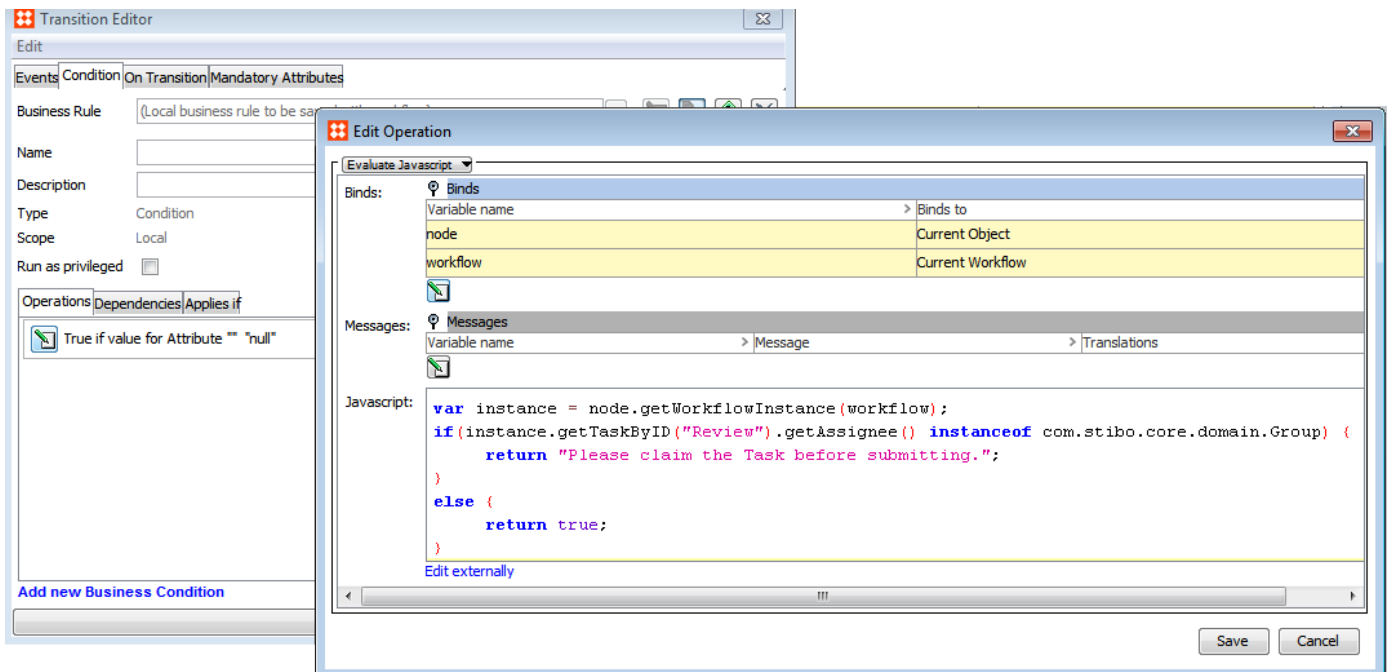 Transition Editor
Edit
Events Condition On Transition Mandatory Attributes
Business Rule (Local business rule to be sa
Name
Description
Type Condition
Scope Local
Run as privileged
Operations Dependencies Applies if
True if value for Attribute "" "null"
Add new Business Condition
Edit Operation
Evaluate Javascript
Binds: Binds
Variable name > Binds to
node Current Object
workflow Current Workflow
Messages: Messages
Variable name > Message > Translations
Javascript:
var instance = node.getWorkflowInstance(workflow);
if(instance.getTaskByID("Review").getAssignee() instanceof com.stibo.core.domain.Group) {
return "Please claim the Task before submitting.";
}
else {
return true;
}
Edit externally
Save Cancel